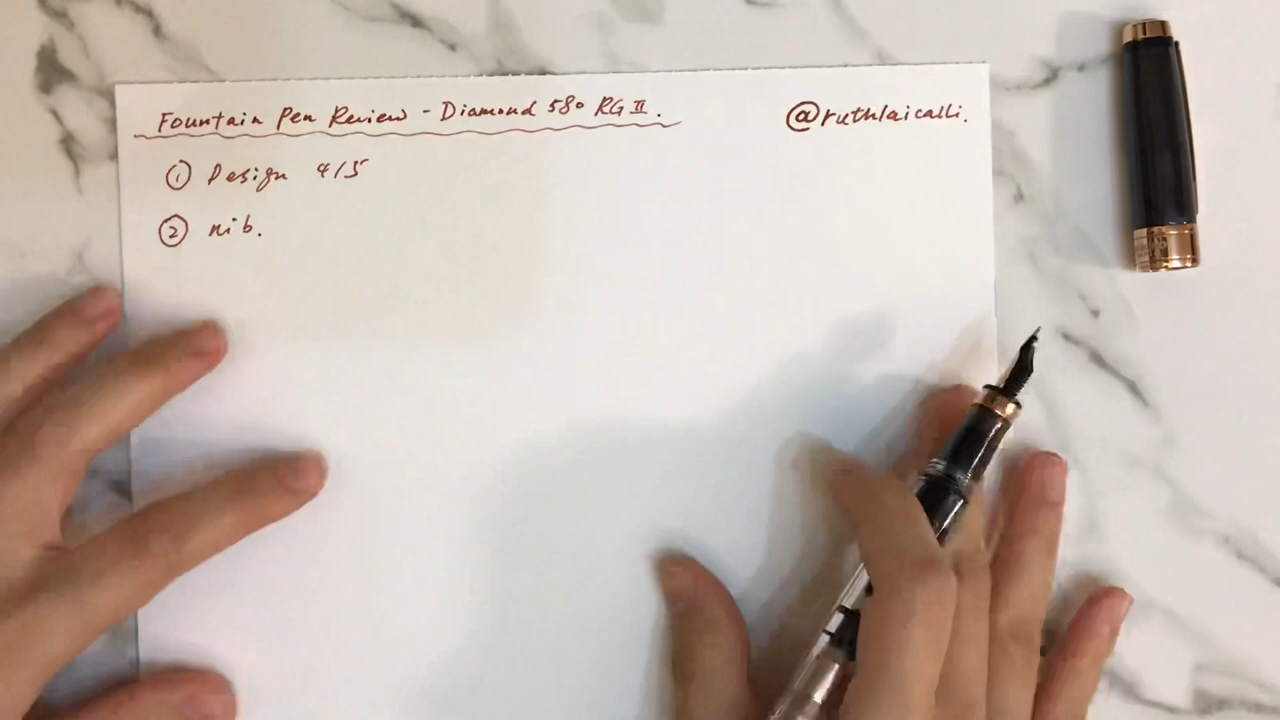 Fountain Pen Review - Diamond 580 RG II.
@ruthlaicalli.
① Design 4/5
② nib.